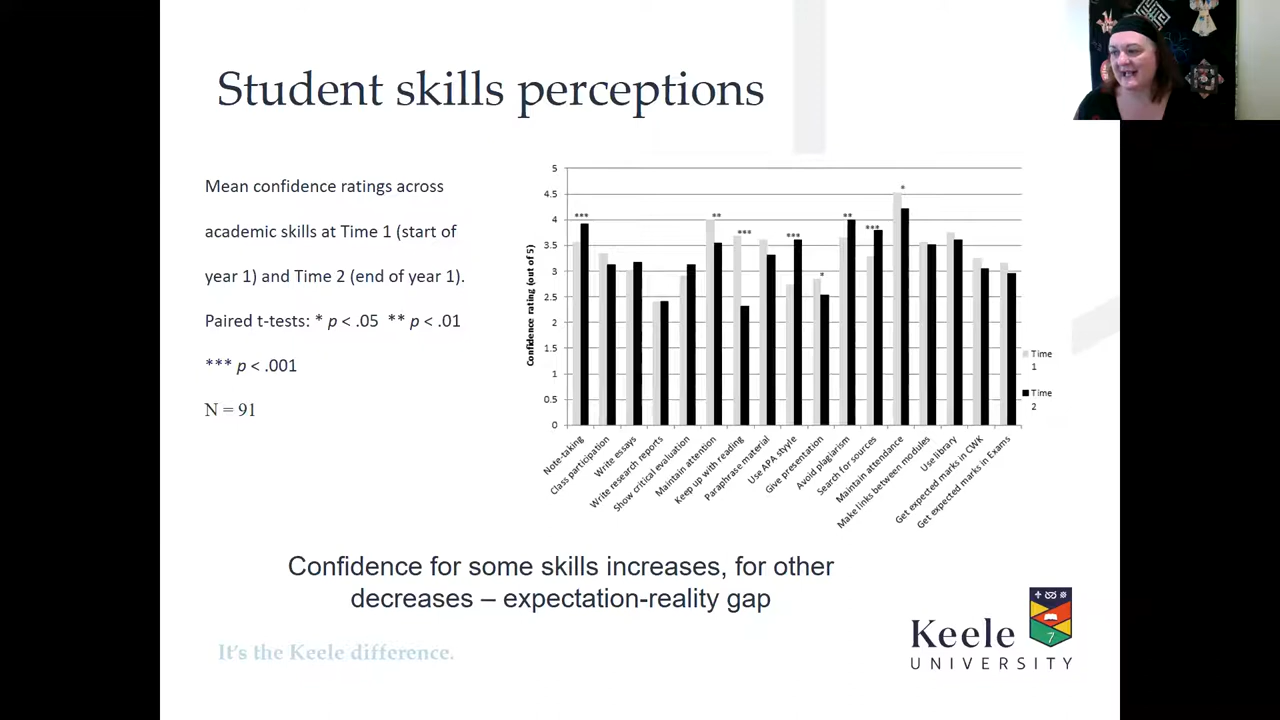 Student skills perceptions
Mean confidence ratings across
academic skills at Time 1 (start of
year 1) and Time 2 (end of year 1).
Paired t-tests: * p < .05 ** p < .01
*** p < .001
N = 91
Confidence rating (out of 5)
5
4.5
4
3.5
3
2.5
2
1.5
1
0.5
0
***
**
***
***
*
**
***
*
Note-taking
Class participation
Write essays
Write research reports
Show critical evaluation
Maintain attention
Keep up with reading
Paraphrase material
Use APA styyle
Give presentation
Avoid plagiarism
Search for sources
Maintain attendance
Make links between modules
Use library
Get expected marks in CWK
Get expected marks in Exams
Time
1
Time
2
Confidence for some skills increases, for other
decreases – expectation-reality gap
It's the Keele difference.
Keele
UNIVERSITY